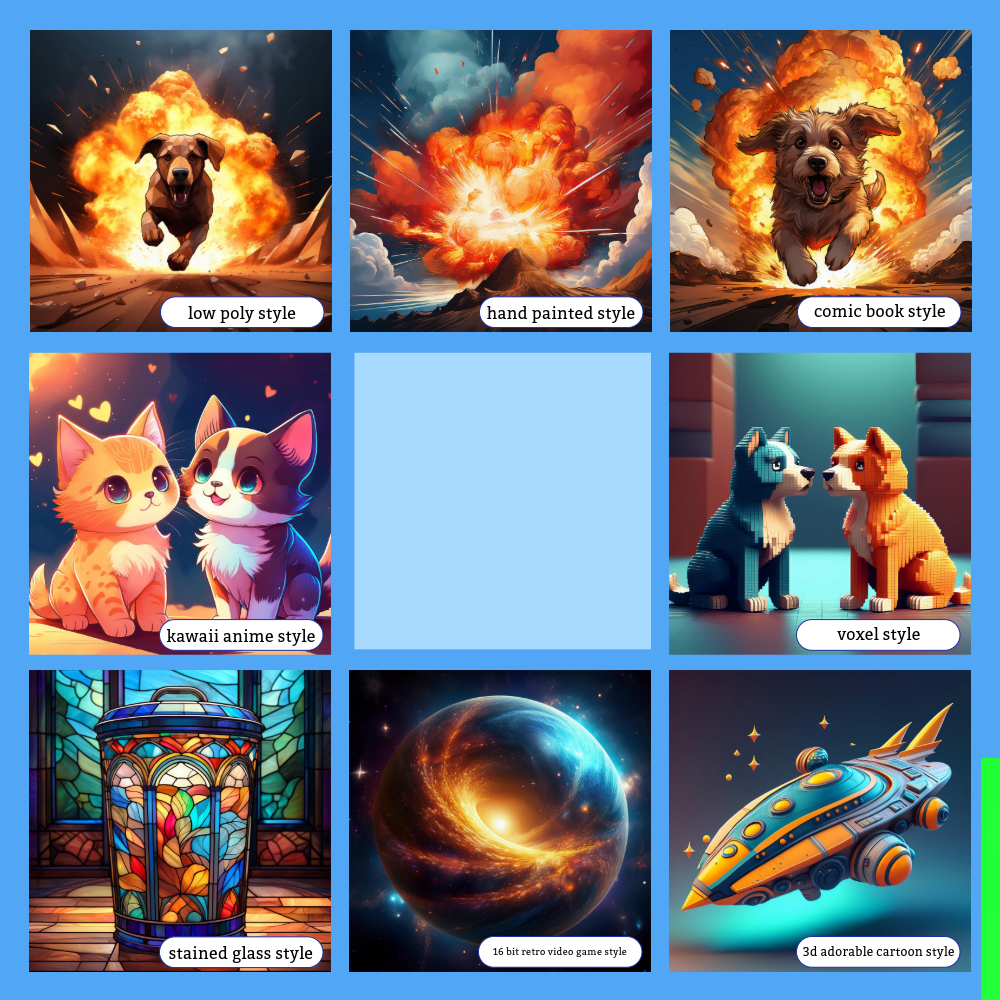 low poly style
hand painted style
comic book style
kawaii anime style
voxel style
stained glass style
16 bit retro video game style
3d adorable cartoon style